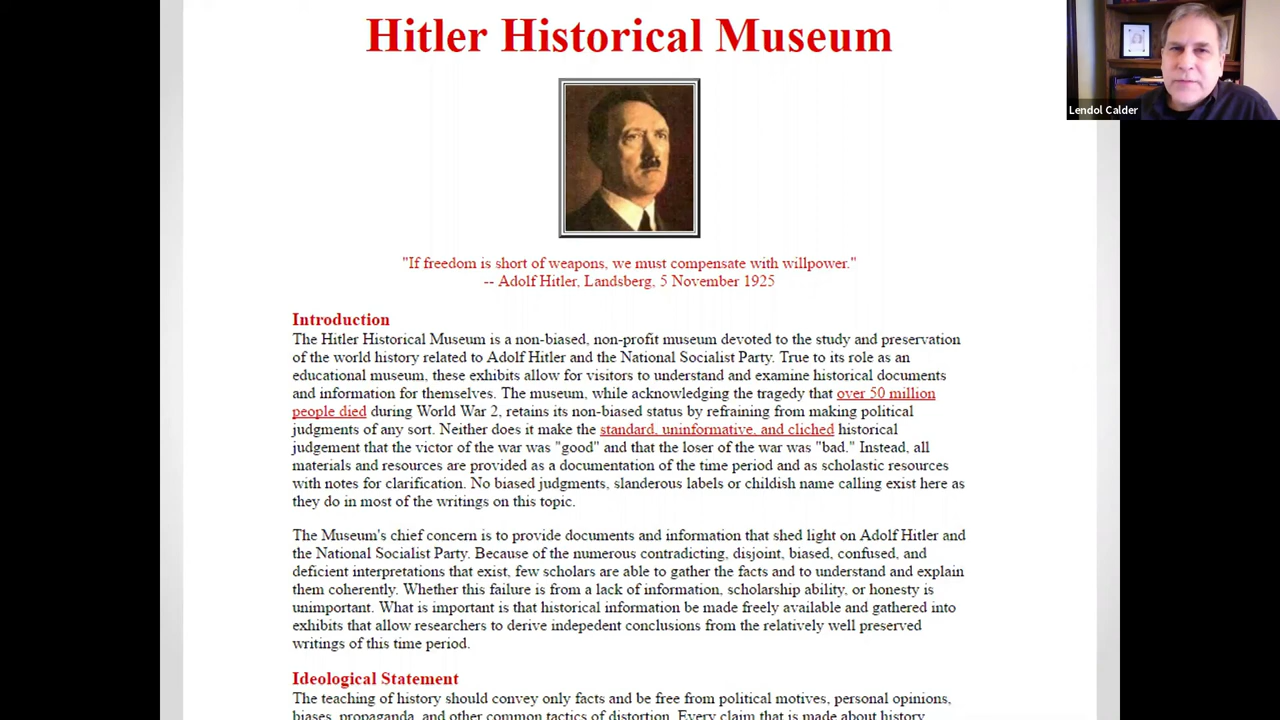 Hitler Historical Museum
Lendol Calder
"If freedom is short of weapons, we must compensate with willpower."
-- Adolf Hitler, Landsberg, 5 November 1925
Introduction
The Hitler Historical Museum is a non-biased, non-profit museum devoted to the study and preservation
of the world history related to Adolf Hitler and the National Socialist Party. True to its role as an
educational museum, these exhibits allow for visitors to understand and examine historical documents
and information for themselves. The museum, while acknowledging the tragedy that over 50 million
people died during World War 2, retains its non-biased status by refraining from making political
judgments of any sort. Neither does it make the standard, uninformative, and cliched historical
judgement that the victor of the war was "good" and that the loser of the war was "bad." Instead, all
materials and resources are provided as a documentation of the time period and as scholastic resources
with notes for clarification. No biased judgments, slanderous labels or childish name calling exist here as
they do in most of the writings on this topic.
The Museum's chief concern is to provide documents and information that shed light on Adolf Hitler and
the National Socialist Party. Because of the numerous contradicting, disjoint, biased, confused, and
deficient interpretations that exist, few scholars are able to gather the facts and to understand and explain
them coherently. Whether this failure is from a lack of information, scholarship ability, or honesty is
unimportant. What is important is that historical information be made freely available and gathered into
exhibits that allow researchers to derive indepedent conclusions from the relatively well preserved
writings of this time period.
Ideological Statement
The teaching of history should convey only facts and be free from political motives, personal opinions,
biases, propaganda, and other common tactics of distortion. Every claim that is made about history